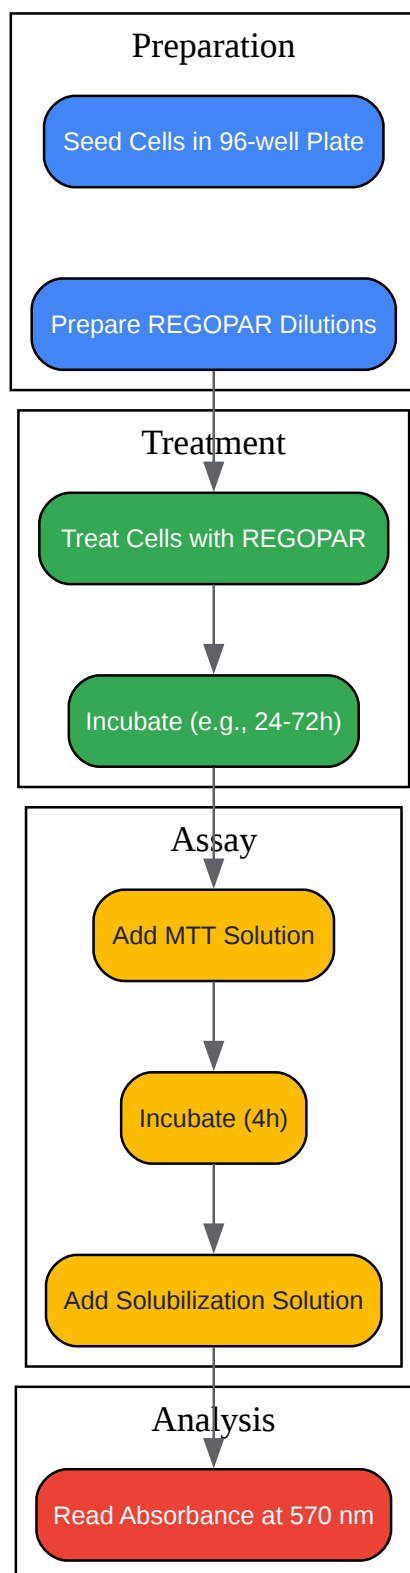 Preparation
Seed Cells in 96-well Plate
Prepare REGOPAR Dilutions
Treatment
Treat Cells with REGOPAR
Incubate (e.g., 24-72h)
Assay
Add MTT Solution
Incubate (4h)
Add Solubilization Solution
Analysis
Read Absorbance at 570 nm